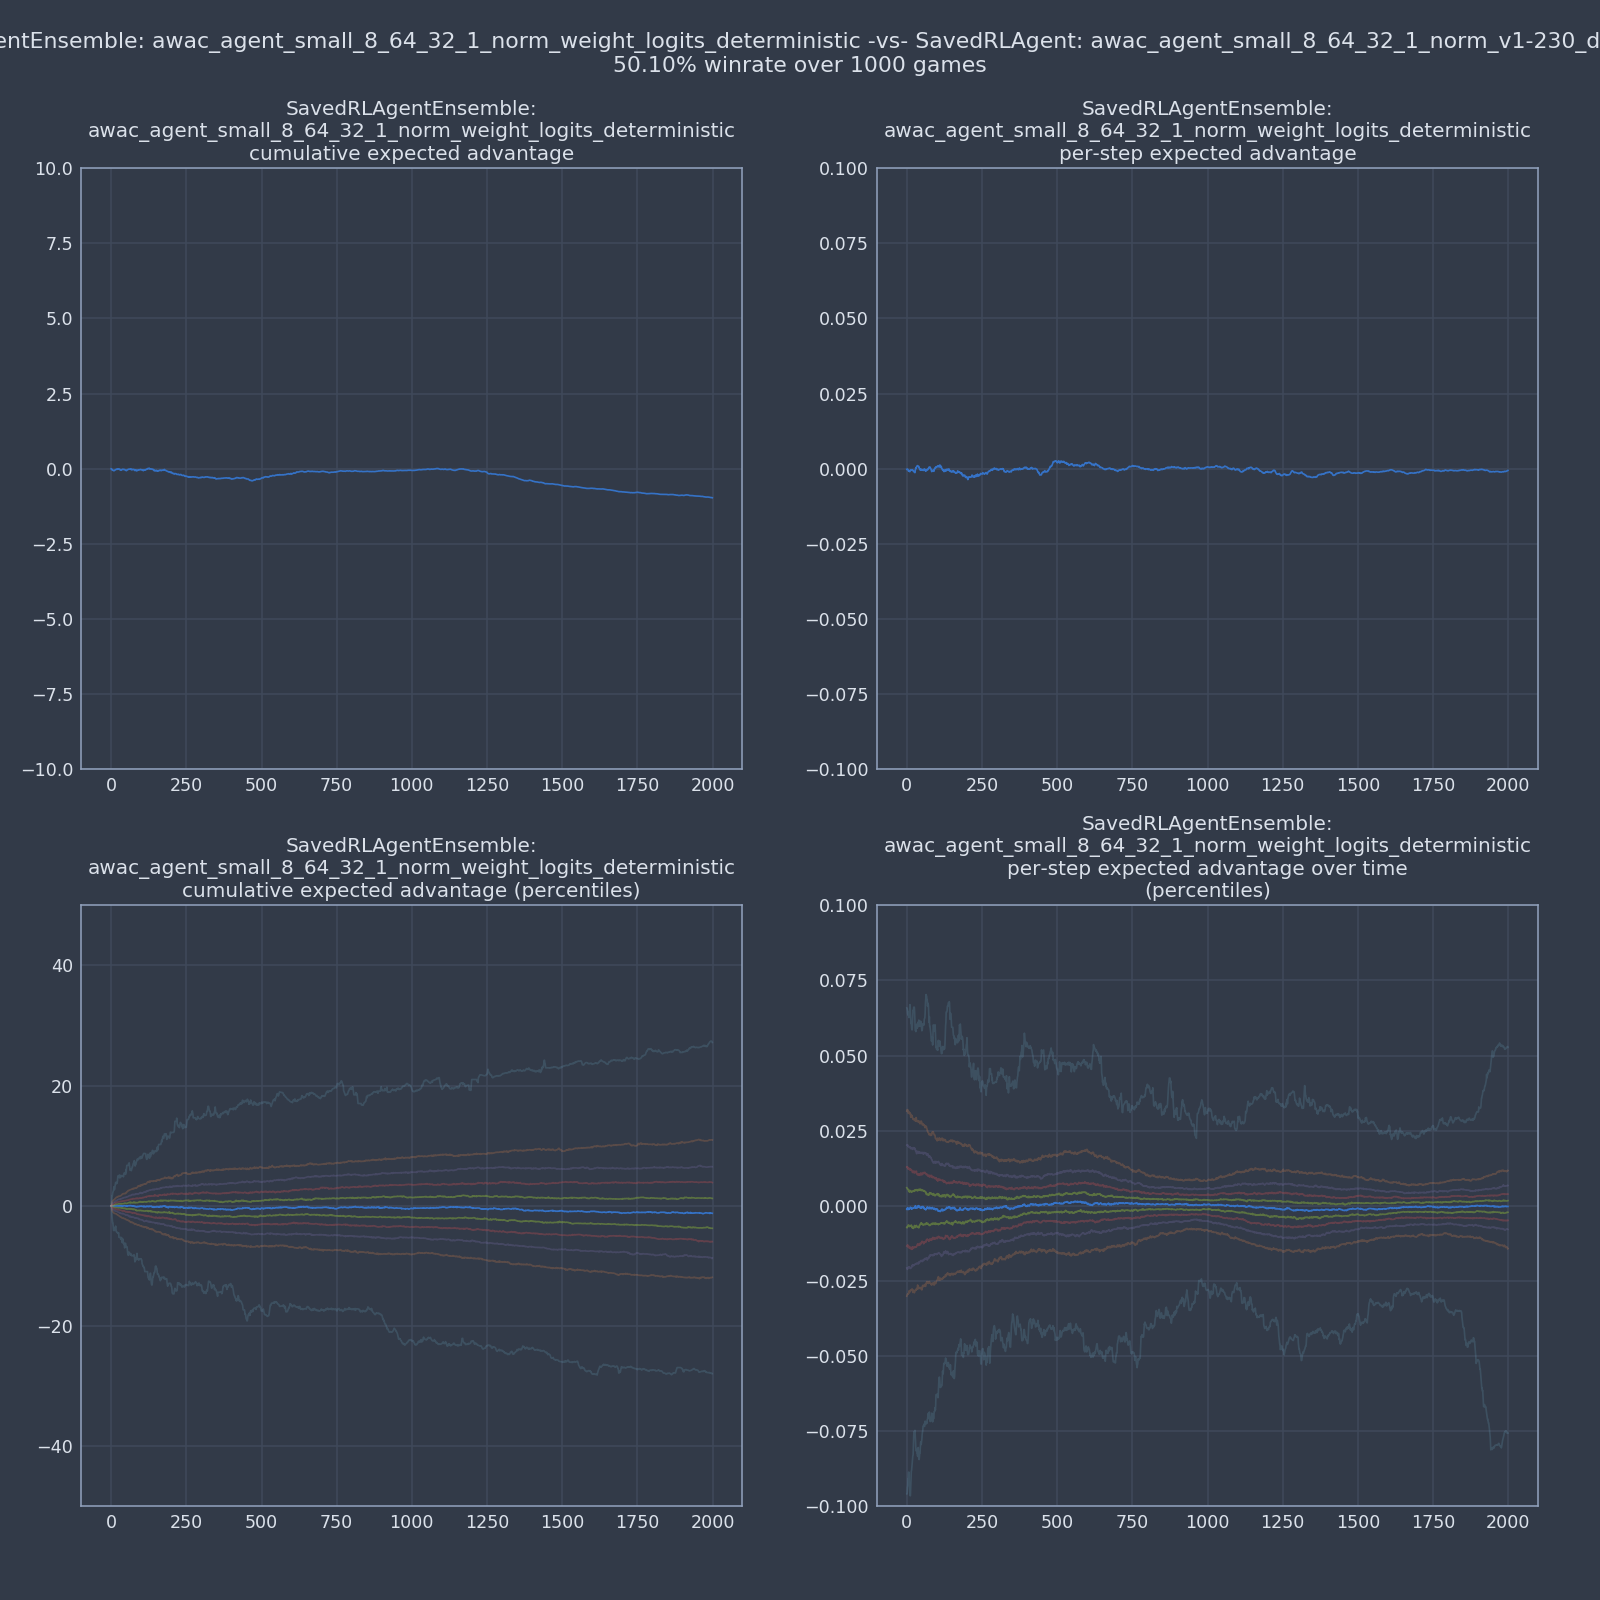 entEnsemble: awac_agent_small_8_64_32_1_norm_weight_logits_deterministic -vs- SavedRLAgent: awac_agent_small_8_64_32_1_norm_v1-230_d
50.10% winrate over 1000 games
SavedRLAgentEnsemble:
awac_agent_small_8_64_32_1_norm_weight_logits_deterministic
cumulative expected advantage
10.0
7.5
5.0
2.5
0.0
−2.5
−5.0
−7.5
−10.0
0 250 500 750 1000 1250 1500 1750 2000
SavedRLAgentEnsemble:
awac_agent_small_8_64_32_1_norm_weight_logits_deterministic
per-step expected advantage
0.100
0.075
0.050
0.025
0.000
−0.025
−0.050
−0.075
−0.100
0 250 500 750 1000 1250 1500 1750 2000
SavedRLAgentEnsemble:
awac_agent_small_8_64_32_1_norm_weight_logits_deterministic
cumulative expected advantage (percentiles)
40
20
0
−20
−40
0 250 500 750 1000 1250 1500 1750 2000
SavedRLAgentEnsemble:
awac_agent_small_8_64_32_1_norm_weight_logits_deterministic
per-step expected advantage over time
(percentiles)
0.100
0.075
0.050
0.025
0.000
−0.025
−0.050
−0.075
−0.100
0 250 500 750 1000 1250 1500 1750 2000